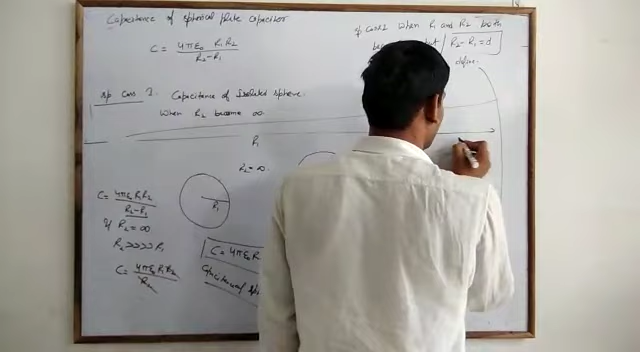 Capacitance of spherical plate capacitor
C = 4πε₀ R₁R₂ / R₂-R₁
sp Case 1. Capacitance of Isolated sphere.
When R₂ become ∞.
R₁
R₂ = ∞.
R₁
C = 4πε₀R₁R₂ / R₂-R₁
If R₂ = ∞
R₂ >>>> R₁
C = 4πε₀R₁R₂ / R₂
C = 4πε₀R
When R₁ and R₂ both
R₂-R₁=d
define.